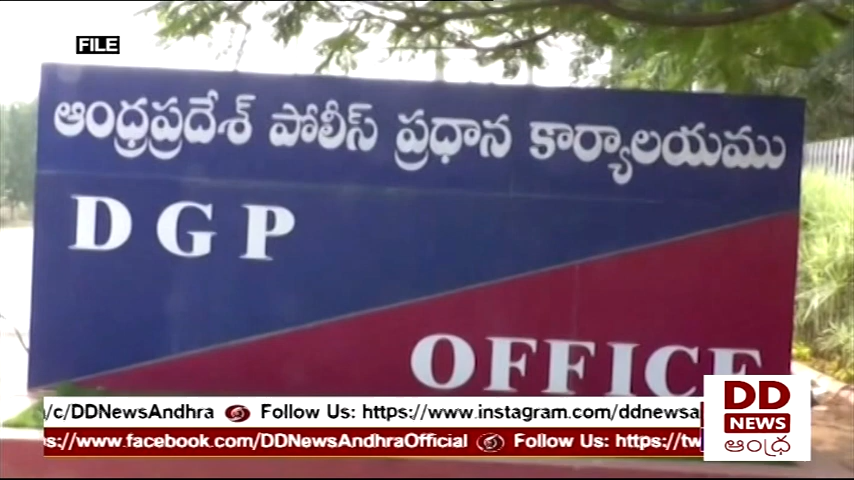 FILE
ఆంధ్రప్రదేశ్ పోలీస్ ప్రధాన కార్యాలయము
DGP
OFFICE
/c/DDNewsAndhra Follow Us: https://www.instagram.com/ddnewsa
s://www.facebook.com/DDNewsAndhraOfficial Follow Us: https://tw
DD
NEWS
ఆంధ్ర